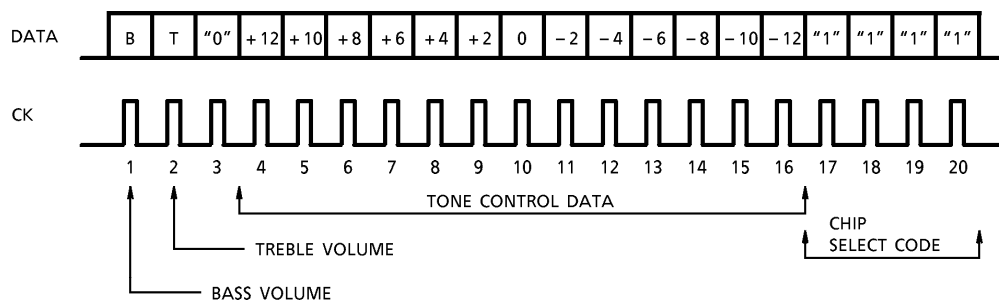 DATA B T “0” +12 +10 +8 +6 +4 +2 0 −2 −4 −6 −8 −10 −12 “1” “1” “1” “1”
CK
1 2 3 4 5 6 7 8 9 10 11 12 13 14 15 16 17 18 19 20
TONE CONTROL DATA
CHIP
SELECT CODE
TREBLE VOLUME
BASS VOLUME